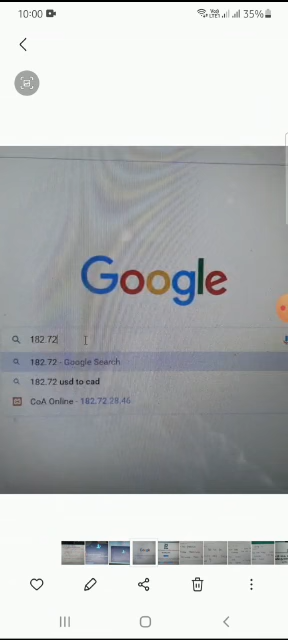 10:00
35%
Google
182.72
182.72 - Google Search
182.72 usd to cad
CoA Online - 182.72.28.46